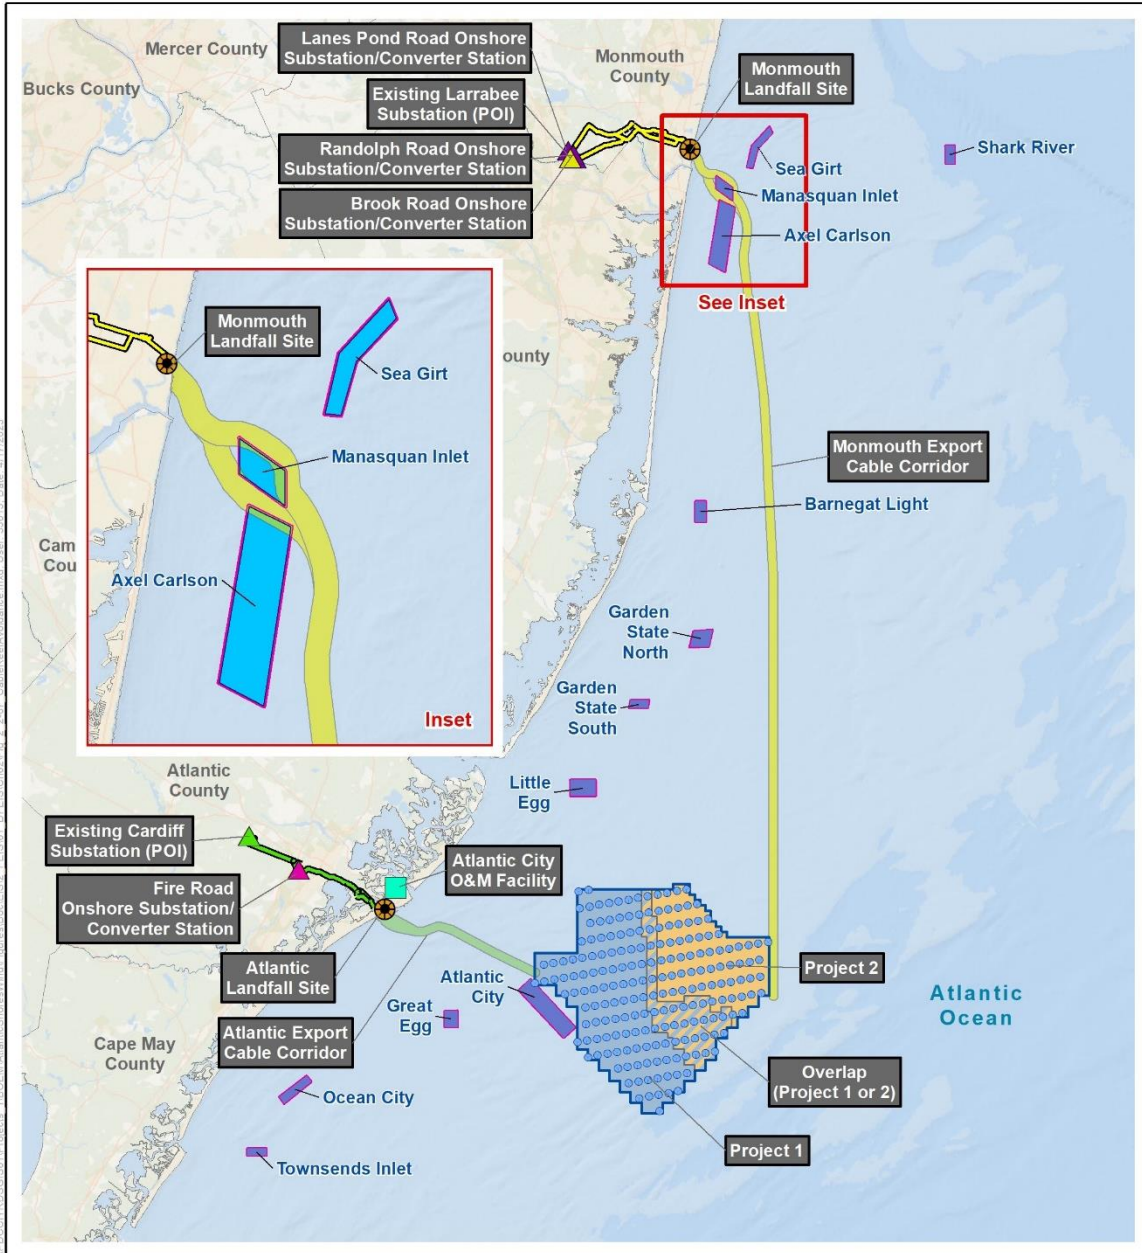 Mercer County
Bucks County
Lanes Pond Road Onshore
Substation/Converter Station
Existing Larrabee
Substation (POI)
Randolph Road Onshore
Substation/Converter Station
Brook Road Onshore
Substation/Converter Station
Monmouth
County
Monmouth
Landfall Site
Shark River
Sea Girt
Manasquan Inlet
Axel Carlson
See Inset
Monmouth
Landfall Site
Sea Girt
Manasquan Inlet
Axel Carlson
Inset
ounty
Cam
Cou
Monmouth Export
Cable Corridor
Barnegat Light
Garden
State
North
Garden
State
South
Little
Egg
Atlantic
County
Existing Cardiff
Substation (POI)
Fire Road
Onshore Substation/
Converter Station
Atlantic City
O&M Facility
Atlantic
Landfall Site
Atlantic Export
Cable Corridor
Atlantic
City
Great
Egg
Project 2
Atlantic
Ocean
Overlap
(Project 1 or 2)
Project 1
Cape May
County
Ocean City
Townsends Inlet